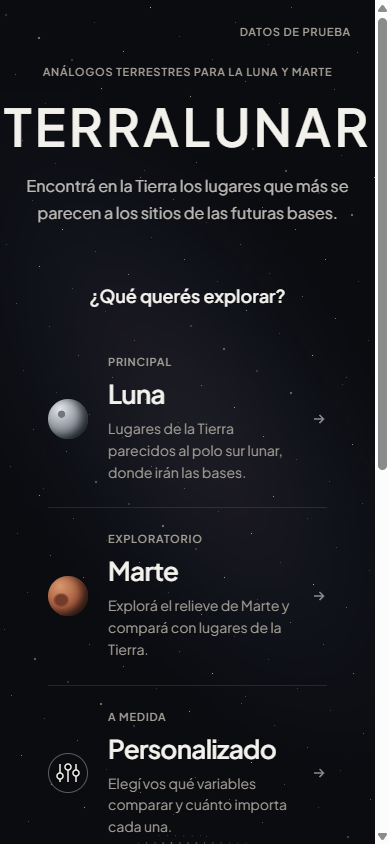 DATOS DE PRUEBA
ANÁLOGOS TERRESTRES PARA LA LUNA Y MARTE
TERRALUNAR
Encontrá en la Tierra los lugares que más se
parecen a los sitios de las futuras bases.
¿Qué querés explorar?
PRINCIPAL
Luna
Lugares de la Tierra
parecidos al polo sur lunar,
donde irán las bases.
→
EXPLORATORIO
Marte
Explorá el relieve de Marte y
compará con lugares de la
Tierra.
→
A MEDIDA
Personalizado
Elegí vos qué variables
comparar y cuánto importa
cada una.
→